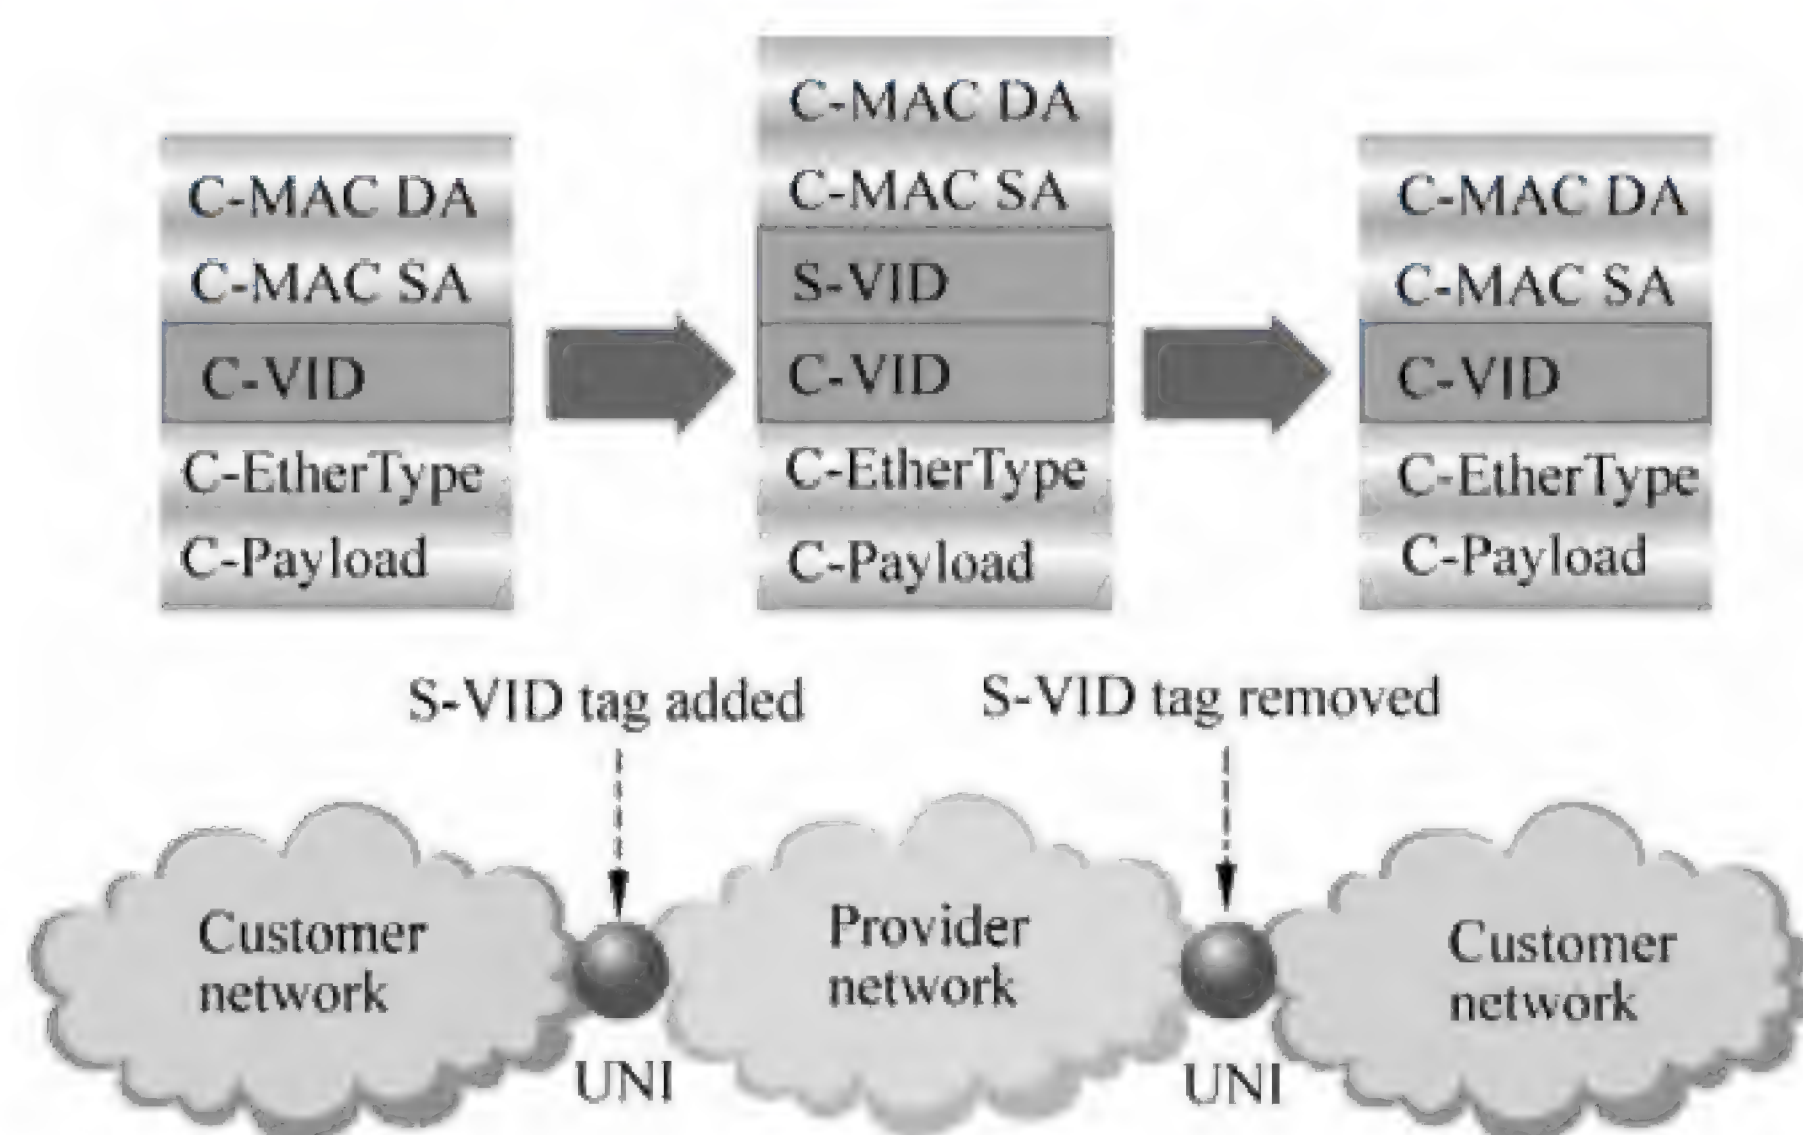 C-MAC DA
C-MAC SA
C-VID
C-EtherType
C-Payload
C-MAC DA
C-MAC SA
S-VID
C-VID
C-EtherType
C-Payload
C-MAC DA
C-MAC SA
C-VID
C-EtherType
C-Payload
S-VID tag added
S-VID tag removed
Customer
network
UNI
Provider
network
UNI
Customer
network